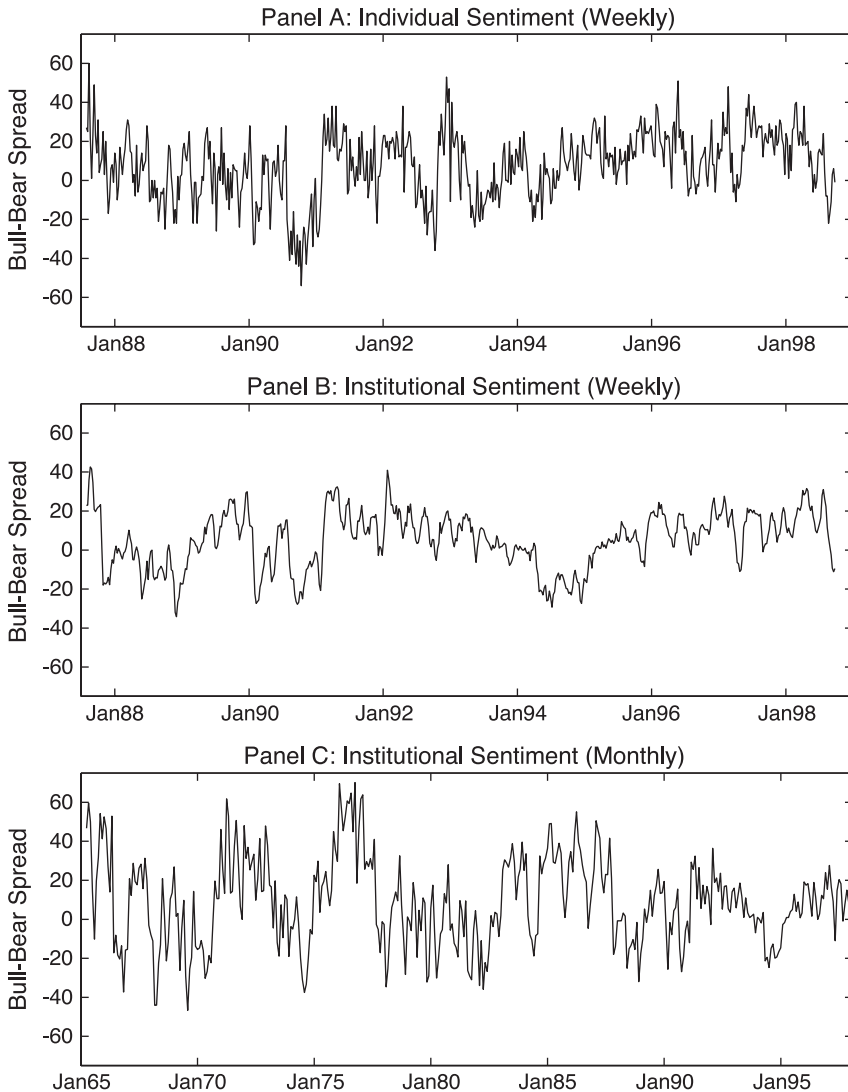 Panel A: Individual Sentiment (Weekly)
Bull-Bear Spread
60
40
20
0
-20
-40
-60
Jan88 Jan90 Jan92 Jan94 Jan96 Jan98
Panel B: Institutional Sentiment (Weekly)
Bull-Bear Spread
60
40
20
0
-20
-40
-60
Jan88 Jan90 Jan92 Jan94 Jan96 Jan98
Panel C: Institutional Sentiment (Monthly)
Bull-Bear Spread
60
40
20
0
-20
-40
-60
Jan65 Jan70 Jan75 Jan80 Jan85 Jan90 Jan95